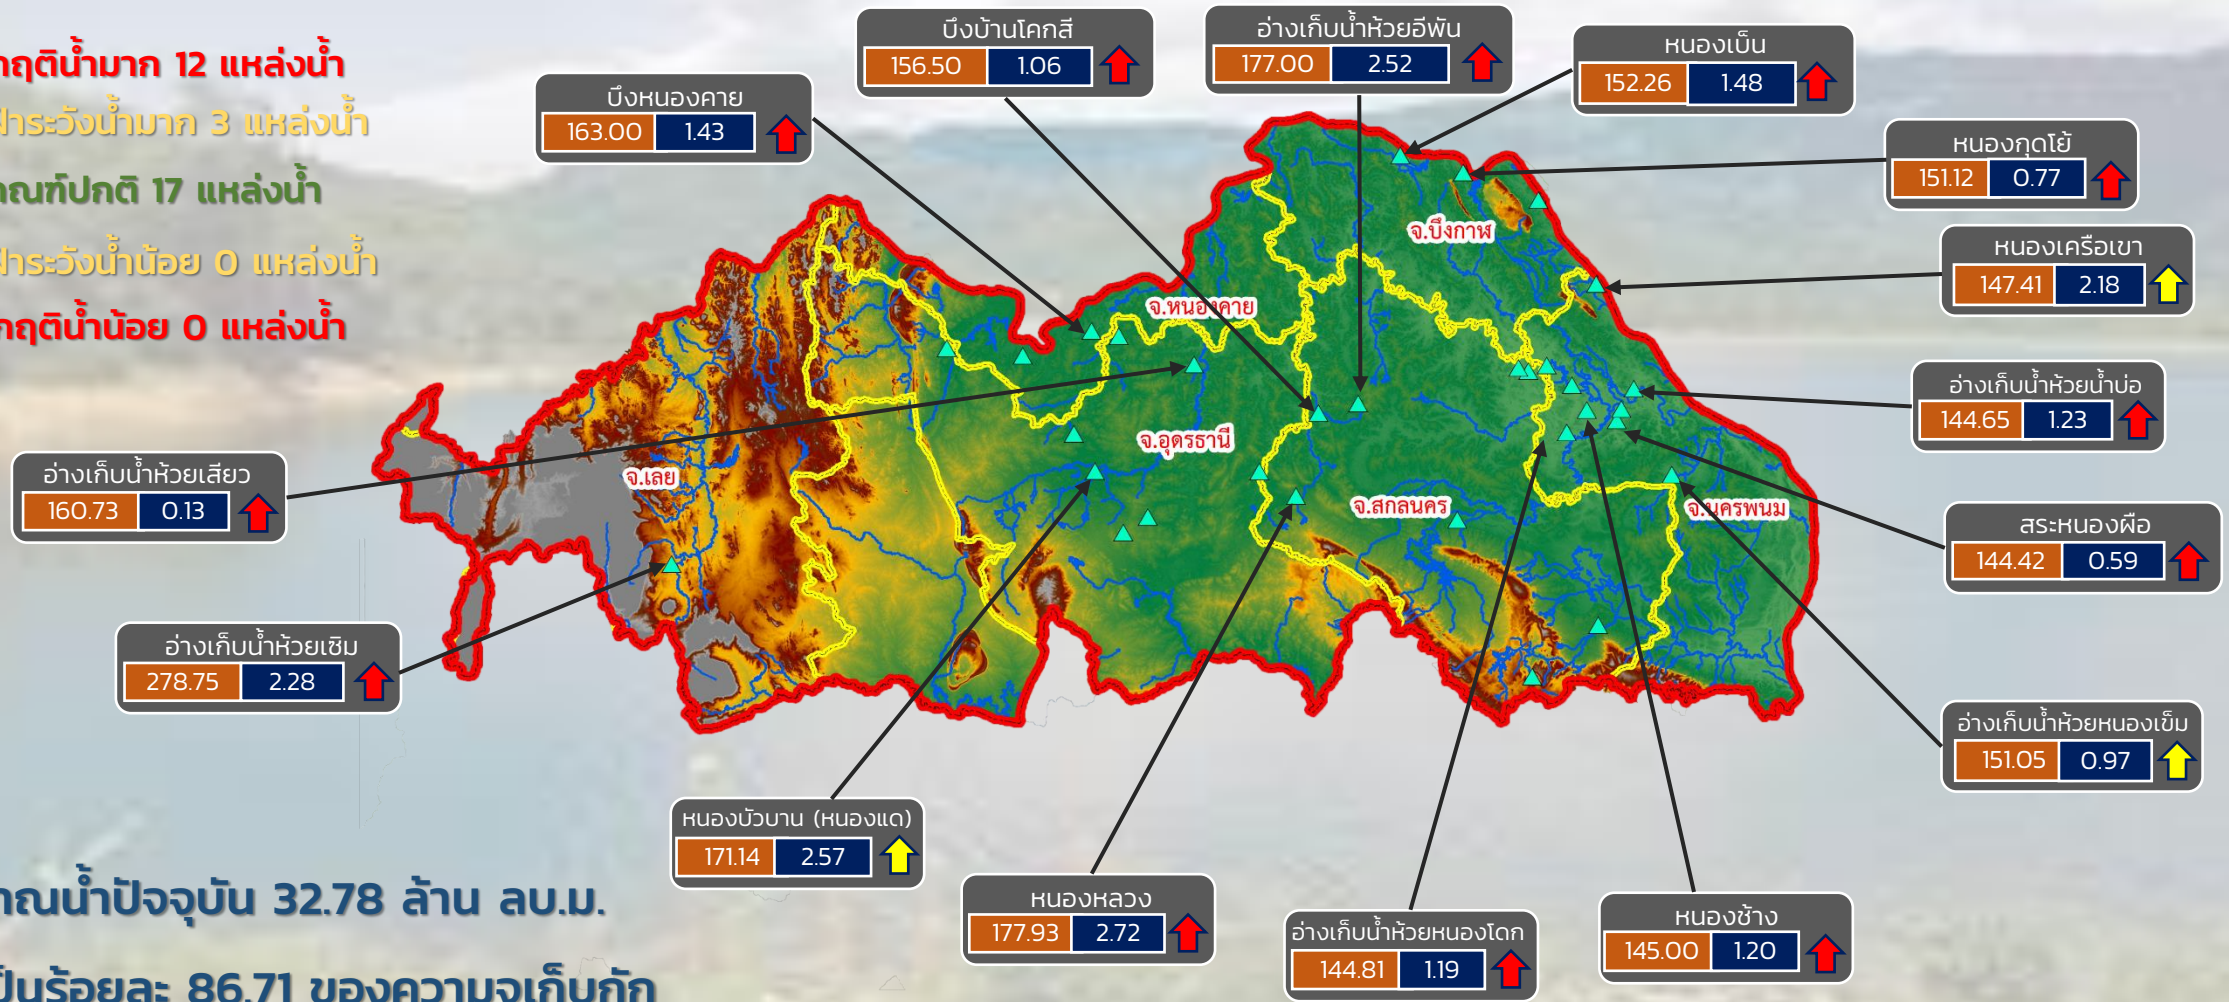 กฤติน้ำมาก 12 แหล่งน้ำ
ฝ้าระวังน้ำมาก 3 แหล่งน้ำ
กณฑ์ปกติ 17 แหล่งน้ำ
ฝ้าระวังน้ำน้อย 0 แหล่งน้ำ
กฤติน้ำน้อย 0 แหล่งน้ำ
บึงบ้านโคกสี
156.50 1.06
อ่างเก็บน้ำห้วยอีพัน
177.00 2.52
หนองเบ็น
152.26 1.48
บึงหนองคาย
163.00 1.43
หนองกุดโย้
151.12 0.77
หนองเครือเขา
147.41 2.18
จ.บึงกาฬ
จ.หนองคาย
จ.อุดรธานี
จ.เลย
จ.สกลนคร
จ.นครพนม
อ่างเก็บน้ำห้วยน้ำบ่อ
144.65 1.23
อ่างเก็บน้ำห้วยเสียว
160.73 0.13
สระหนองผือ
144.42 0.59
อ่างเก็บน้ำห้วยเชิม
278.75 2.28
อ่างเก็บน้ำห้วยหนองเข็ม
151.05 0.97
หนองบัวบาน (หนองแด)
171.14 2.57
หนองหลวง
177.93 2.72
อ่างเก็บน้ำห้วยหนองโดก
144.81 1.19
หนองช้าง
145.00 1.20
าณน้ำปัจจุบัน 32.78 ล้าน ลบ.ม.
ป็นร้อยละ 86.71 ของความจุเก็บกัก